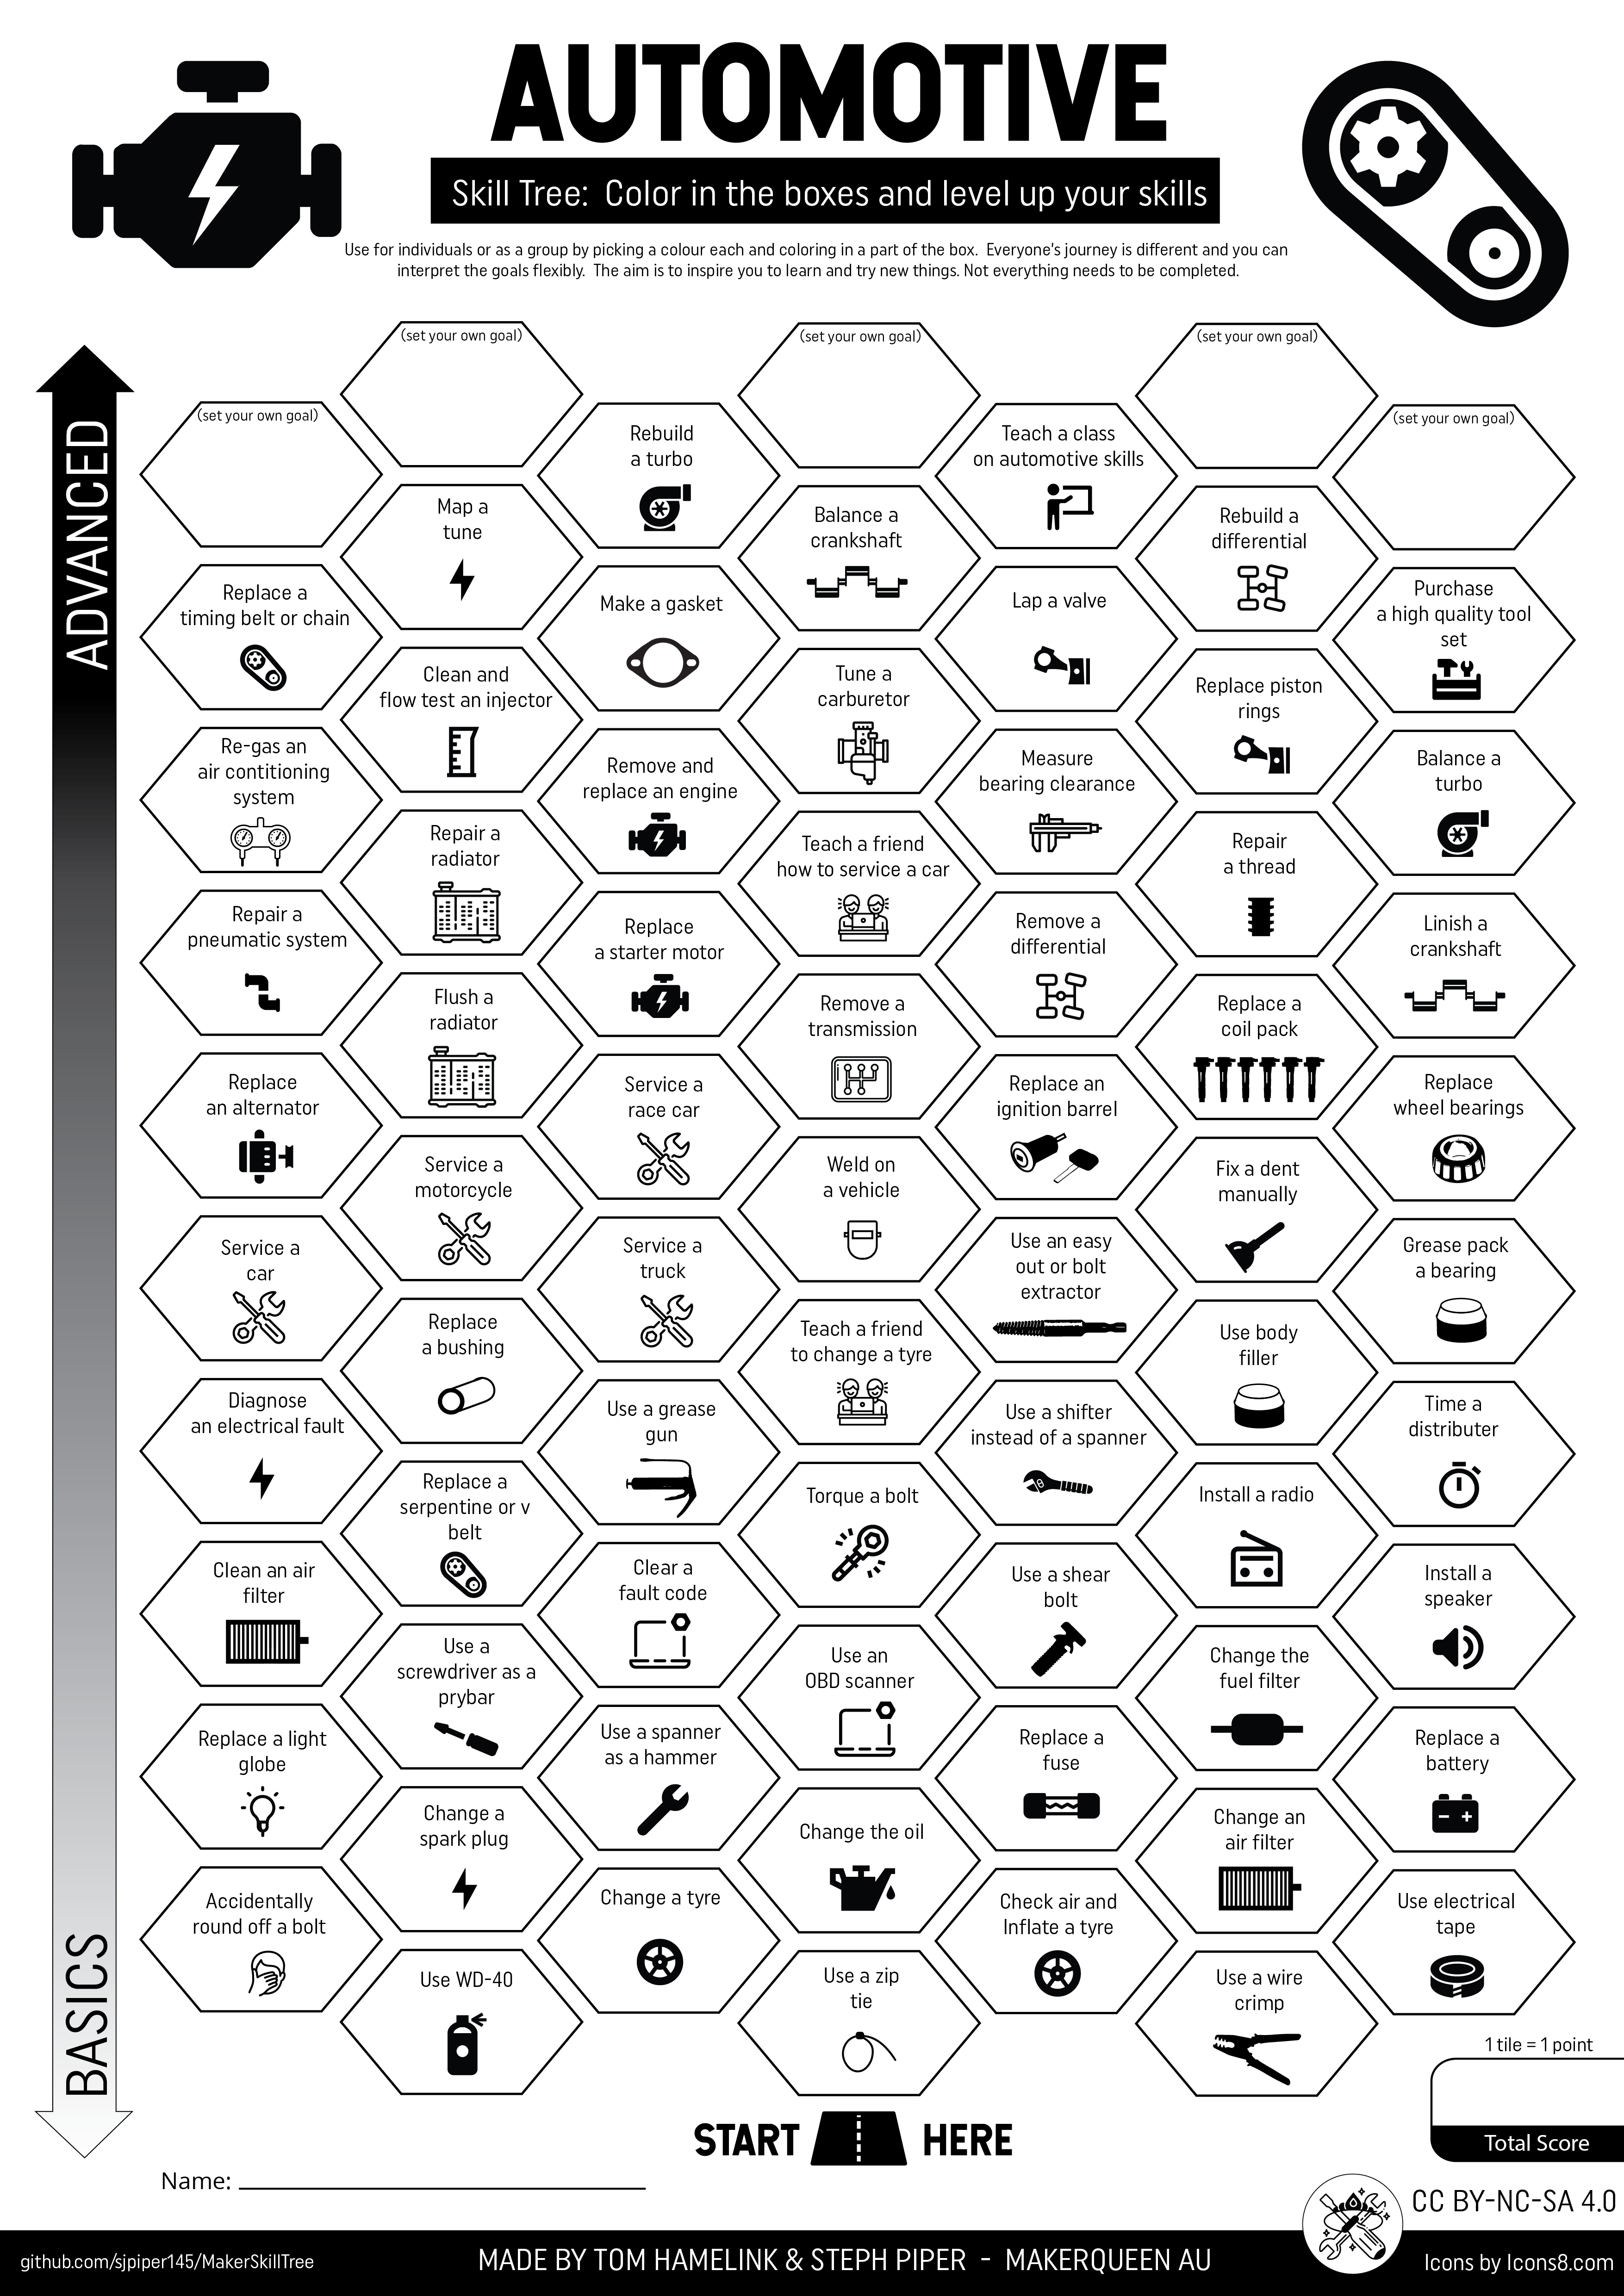 AUTOMOTIVE
Skill Tree: Color in the boxes and level up your skills
Use for individuals or as a group by picking a colour each and coloring in a part of the box. Everyone's journey is different and you can
interpret the goals flexibly. The aim is to inspire you to learn and try new things. Not everything needs to be completed.
ADVANCED
(set your own goal)
(set your own goal)
(set your own goal)
(set your own goal)
(set your own goal)
Rebuild
a turbo
Teach a class
on automotive skills
Map a
tune
Balance a
crankshaft
Rebuild a
differential
Replace a
timing belt or chain
Make a gasket
Lap a valve
Purchase
a high quality tool
set
Clean and
flow test an injector
Tune a
carburetor
Replace piston
rings
Re-gas an
air contitioning
system
Remove and
replace an engine
Measure
bearing clearance
Balance a
turbo
Repair a
radiator
Teach a friend
how to service a car
Repair
a thread
Repair a
pneumatic system
Replace
a starter motor
Remove a
differential
Linish a
crankshaft
Flush a
radiator
Remove a
transmission
Replace a
coil pack
Replace
an alternator
Service a
race car
Replace an
ignition barrel
Replace
wheel bearings
Service a
motorcycle
Weld on
a vehicle
Fix a dent
manually
Service a
car
Service a
truck
Use an easy
out or bolt
extractor
Grease pack
a bearing
Replace
a bushing
Teach a friend
to change a tyre
Use body
filler
Diagnose
an electrical fault
Use a grease
gun
Use a shifter
instead of a spanner
Time a
distributer
Replace a
serpentine or v
belt
Torque a bolt
Install a radio
Clean an air
filter
Clear a
fault code
Use a shear
bolt
Install a
speaker
Use a
screwdriver as a
prybar
Use an
OBD scanner
Change the
fuel filter
Replace a light
globe
Use a spanner
as a hammer
Replace a
fuse
Replace a
battery
Change a
spark plug
Change the oil
Change an
air filter
Accidentally
round off a bolt
Change a tyre
Check air and
Inflate a tyre
Use electrical
tape
Use WD-40
Use a zip
tie
Use a wire
crimp
BASICS
1 tile = 1 point
Total Score
START HERE
Name:
CC BY-NC-SA 4.0
github.com/sjpiper145/MakerSkillTree
MADE BY TOM HAMELINK & STEPH PIPER - MAKERQUEEN AU
Icons by Icons8.com